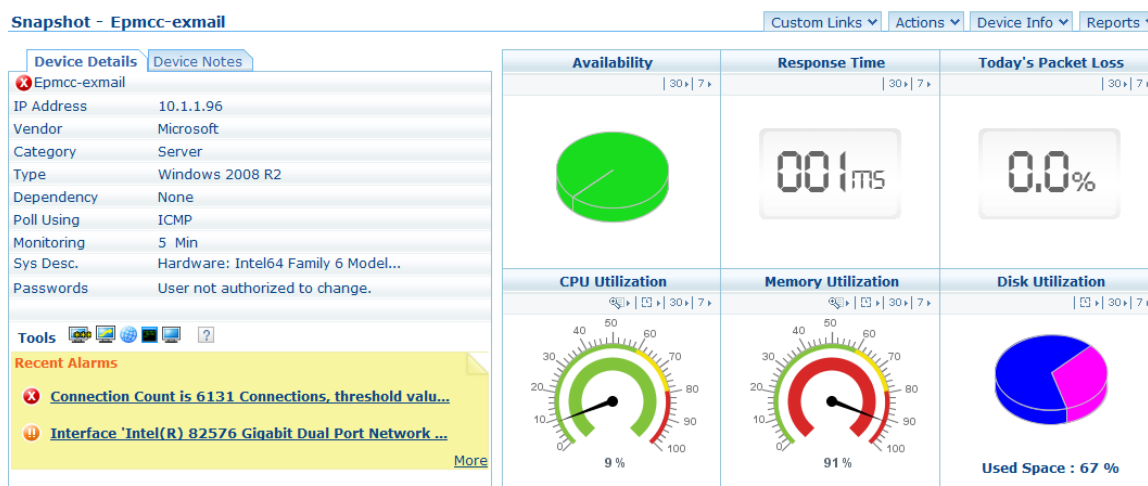 Snapshot - Epmcc-exmail
Custom Links Actions Device Info Reports
Device Details Device Notes
Epmcc-exmail
IP Address 10.1.1.96
Vendor Microsoft
Category Server
Type Windows 2008 R2
Dependency None
Poll Using ICMP
Monitoring 5 Min
Sys Desc. Hardware: Intel64 Family 6 Model...
Passwords User not authorized to change.
Tools ?
Recent Alarms
Connection Count is 6131 Connections, threshold valu...
Interface 'Intel(R) 82576 Gigabit Dual Port Network ...
More
Availability
30 7
Response Time
30 7
001ms
Today's Packet Loss
30 7
0.0%
CPU Utilization
30 7
0 10 20 30 40 50 60 70 80 90 100
9 %
Memory Utilization
30 7
0 10 20 30 40 50 60 70 80 90 100
91 %
Disk Utilization
30 7
Used Space : 67 %